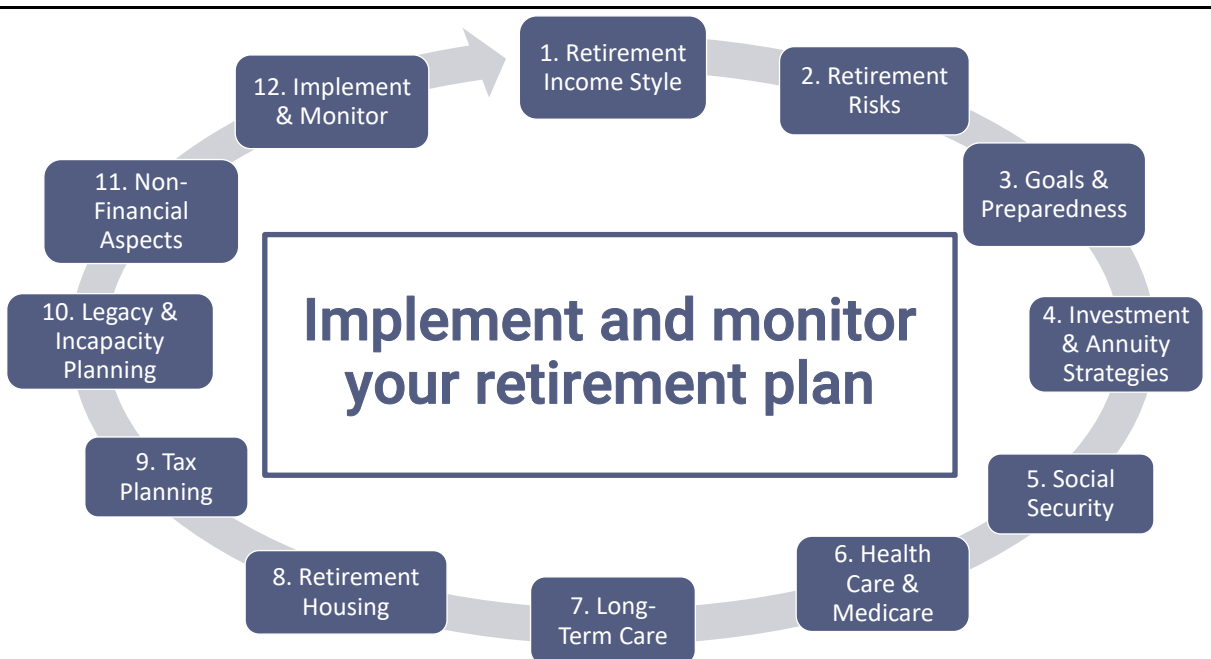 1. Retirement
Income Style
2. Retirement
Risks
3. Goals &
Preparedness
4. Investment
& Annuity
Strategies
5. Social
Security
6. Health
Care &
Medicare
7. Long-
Term Care
8. Retirement
Housing
9. Tax
Planning
10. Legacy &
Incapacity
Planning
11. Non-
Financial
Aspects
12. Implement
& Monitor
Implement and monitor
your retirement plan